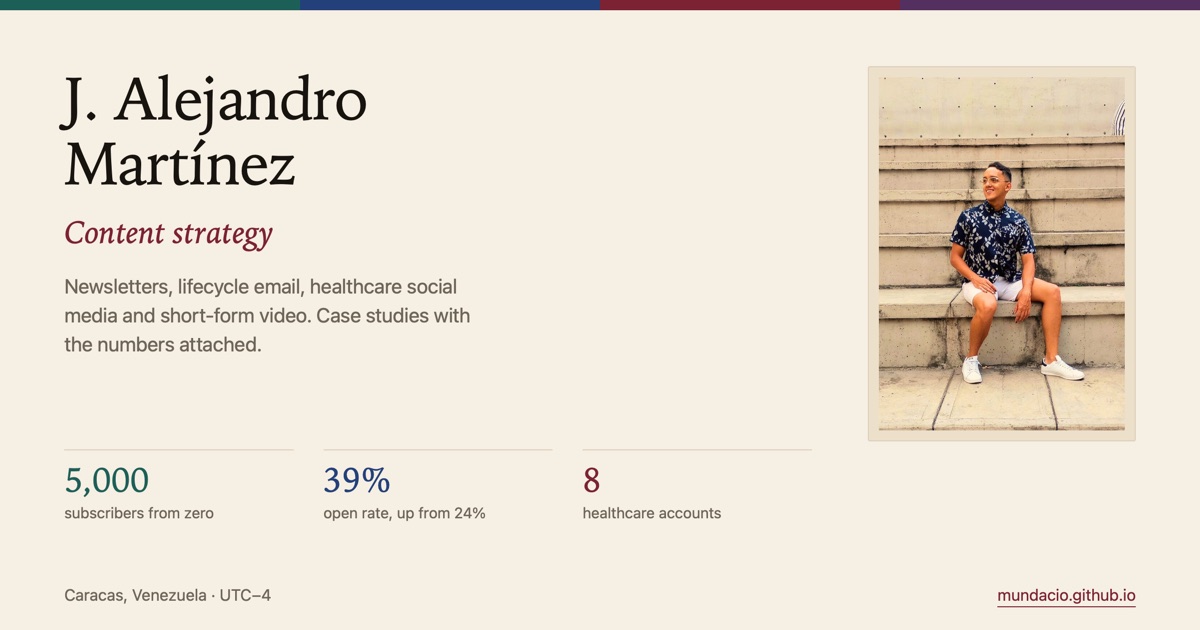 J. Alejandro
Martínez
Content strategy
Newsletters, lifecycle email, healthcare social
media and short-form video. Case studies with
the numbers attached.
5,000
subscribers from zero
39%
open rate, up from 24%
8
healthcare accounts
Caracas, Venezuela · UTC−4
mundacio.github.io